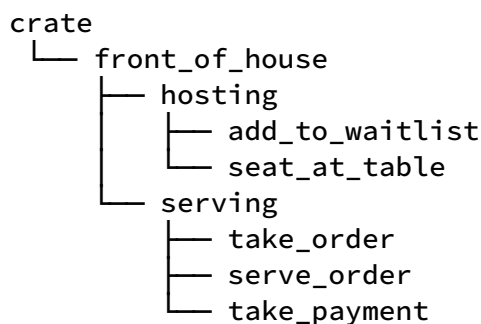 crate
└── front_of_house
    ├── hosting
    │   ├── add_to_waitlist
    │   └── seat_at_table
    └── serving
        ├── take_order
        ├── serve_order
        └── take_payment